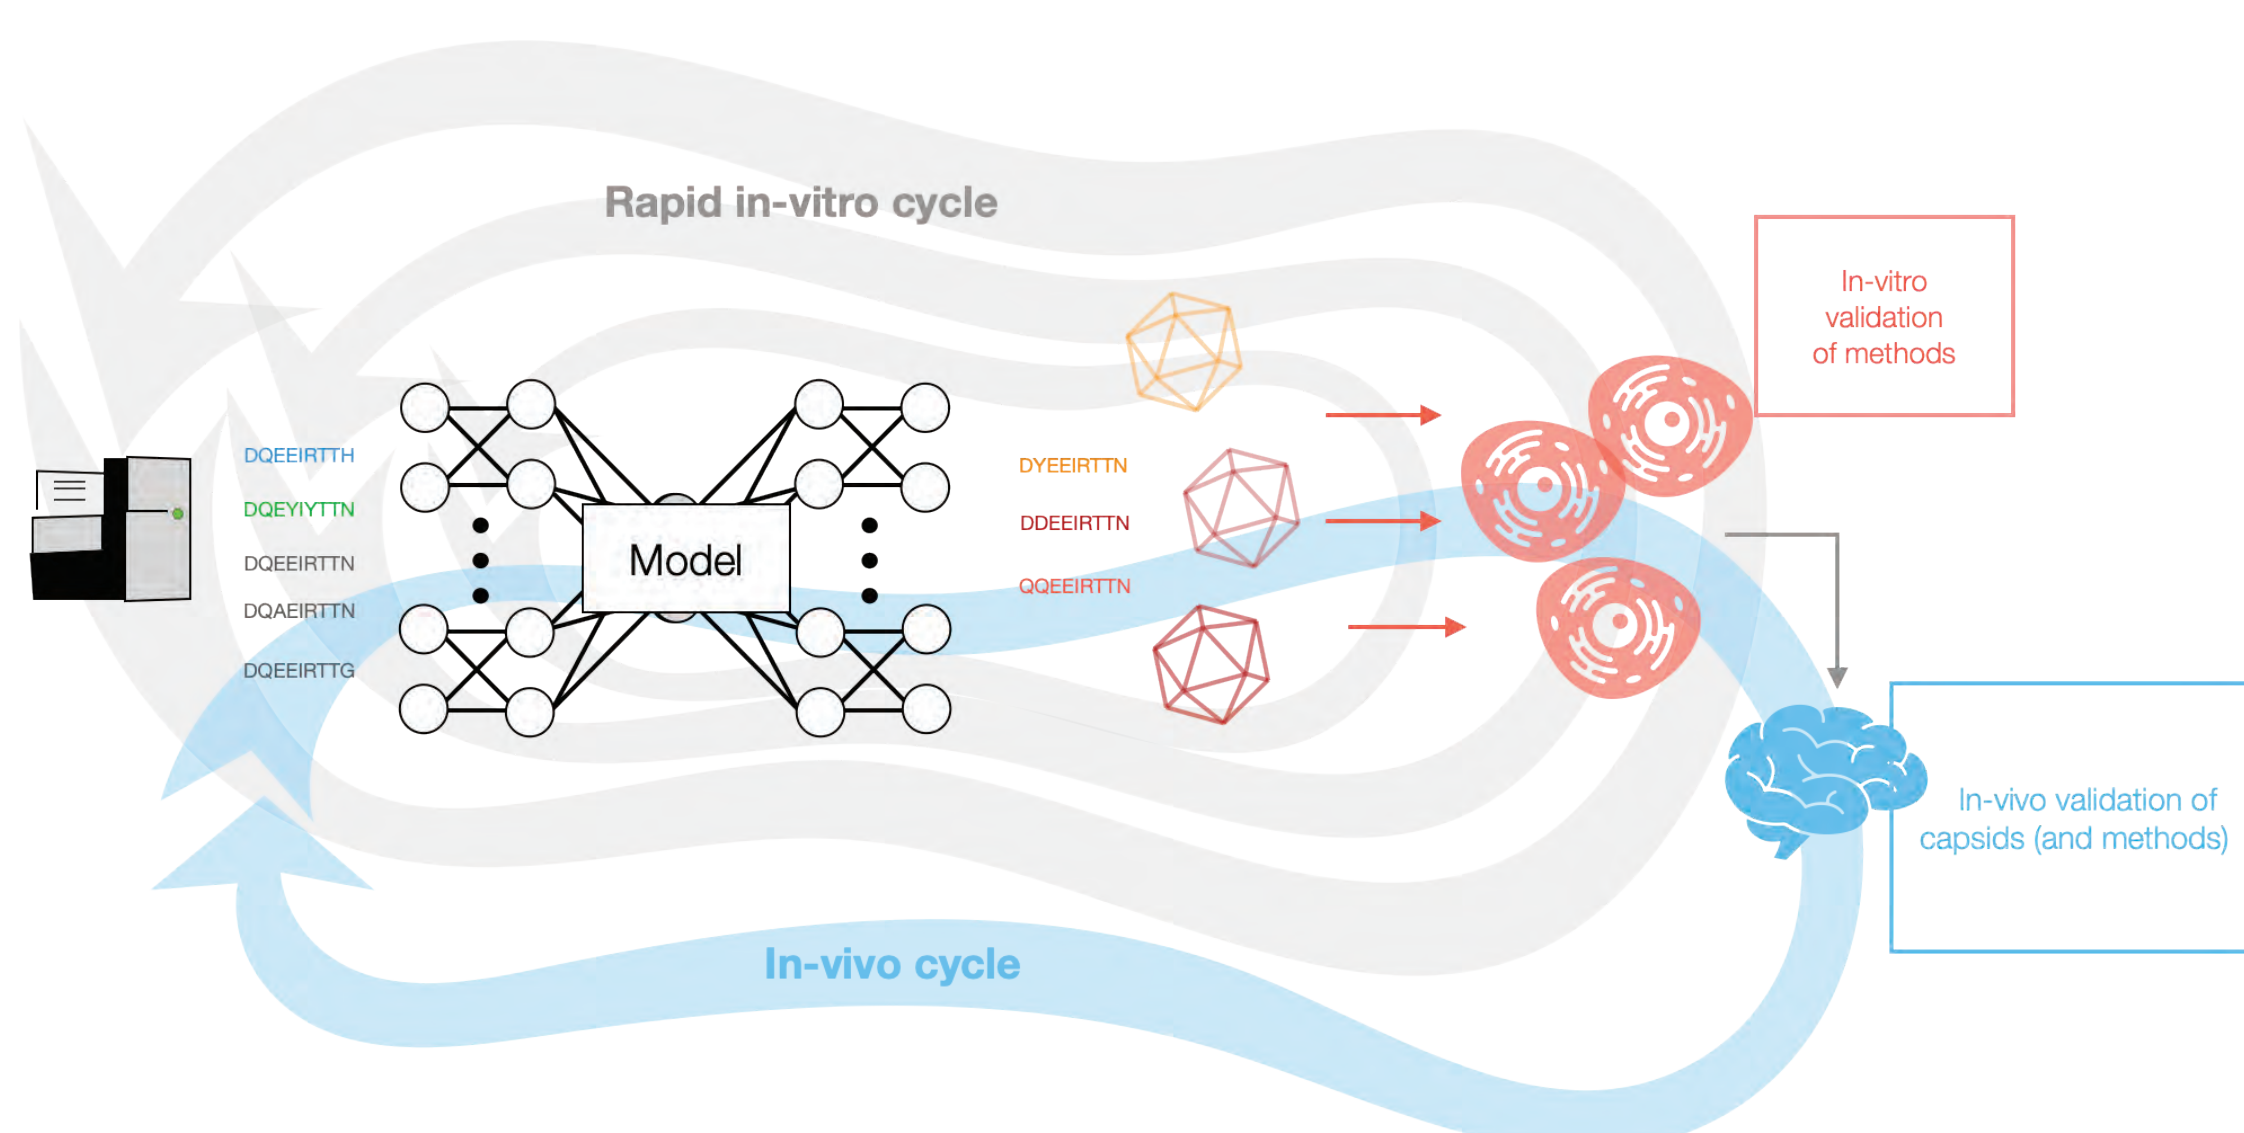 Rapid in-vitro cycle
In-vitro
validation
of methods
DQEEIRTTH
DQEYIYTTN
DQEEIRTTN
DQAEIRTTN
DQEEIRTTG
Model
DYEEIRTTN
DDEEIRTTN
QQEEIRTTN
In-vivo validation of
capsids (and methods)
In-vivo cycle